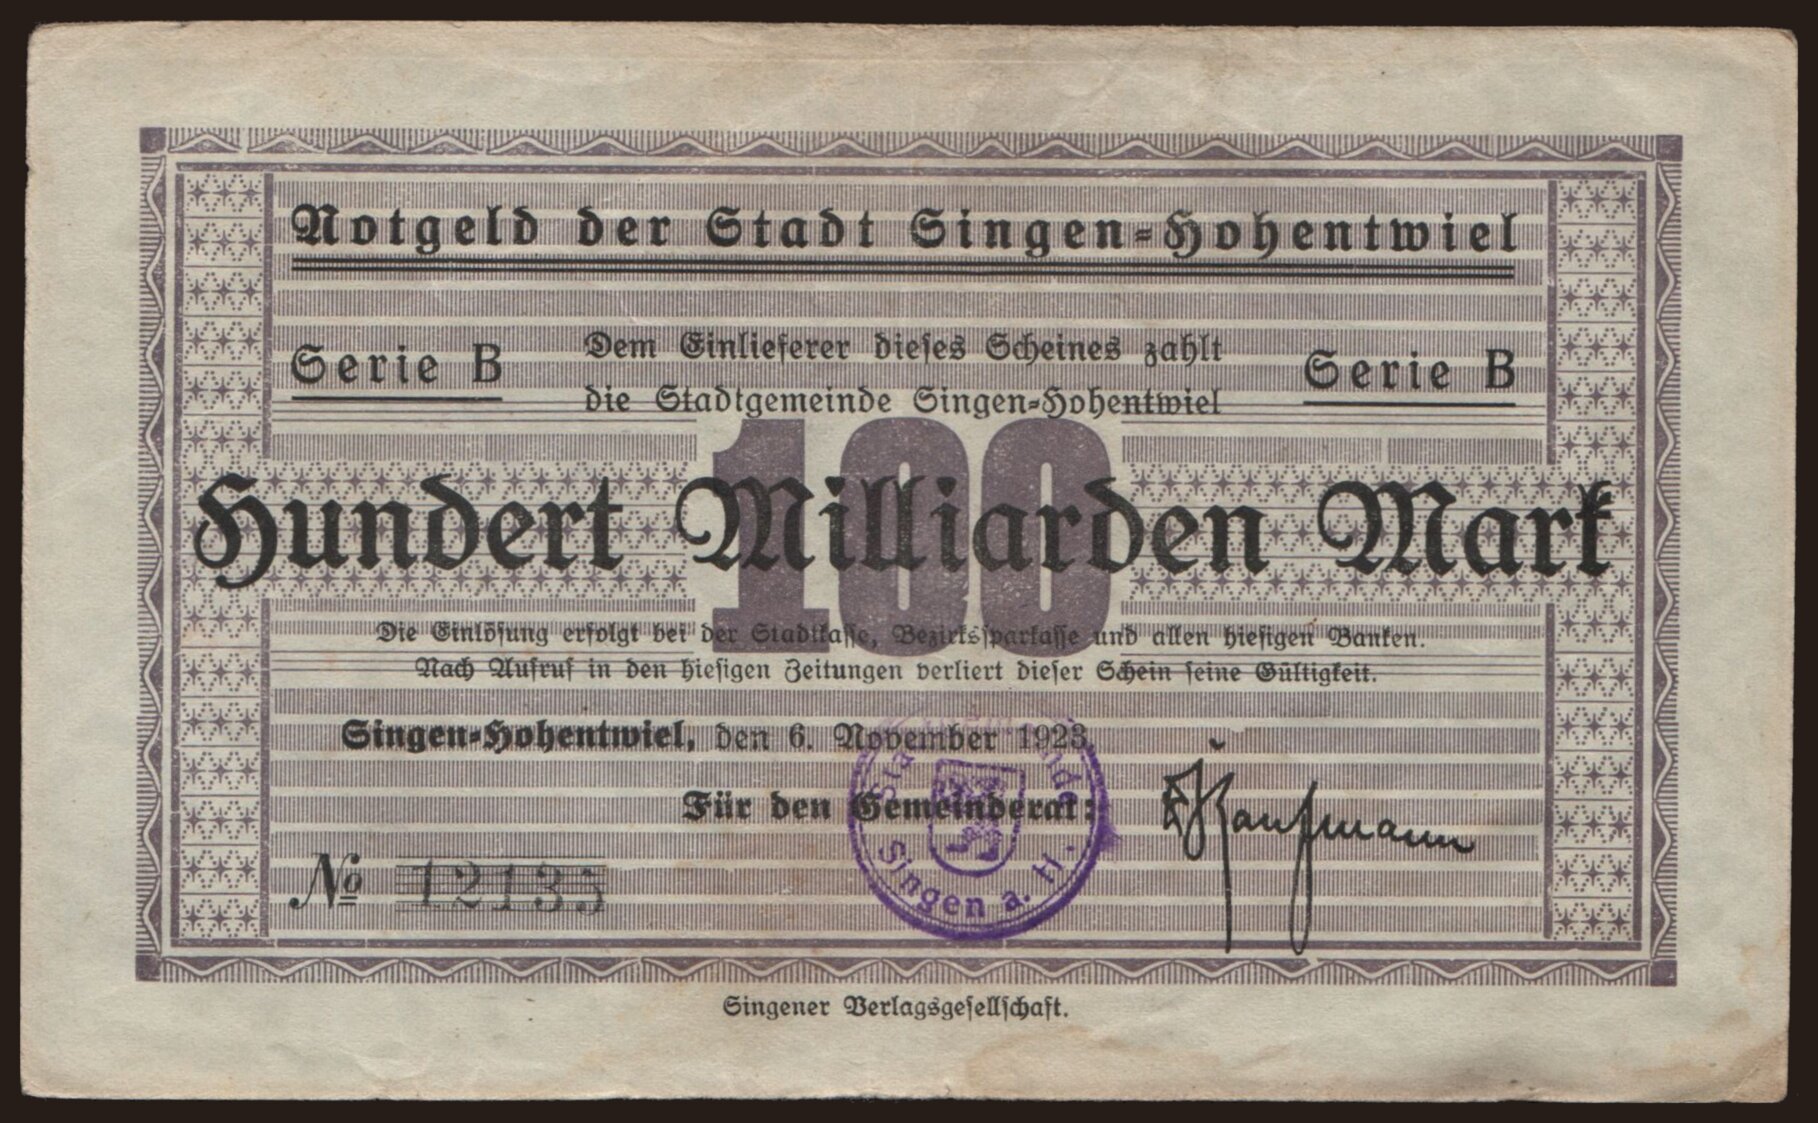 Notgeld der Stadt Singen-Hohentwiel
Serie B
Dem Einlieferer dieses Scheines zahlt
die Stadtgemeinde Singen-Hohentwiel
Serie B
100
Hundert Milliarden Mark
Die Einlösung erfolgt bei der Stadtkasse, Bezirkssparkasse und allen hiesigen Banken.
Nach Aufruf in den hiesigen Zeitungen verliert dieser Schein seine Gültigkeit.
Singen-Hohentwiel, den 6. November 1923.
Für den Gemeinderat:
Kaufmann
Singen a. H.
No 12135
Singener Verlagsgesellschaft.